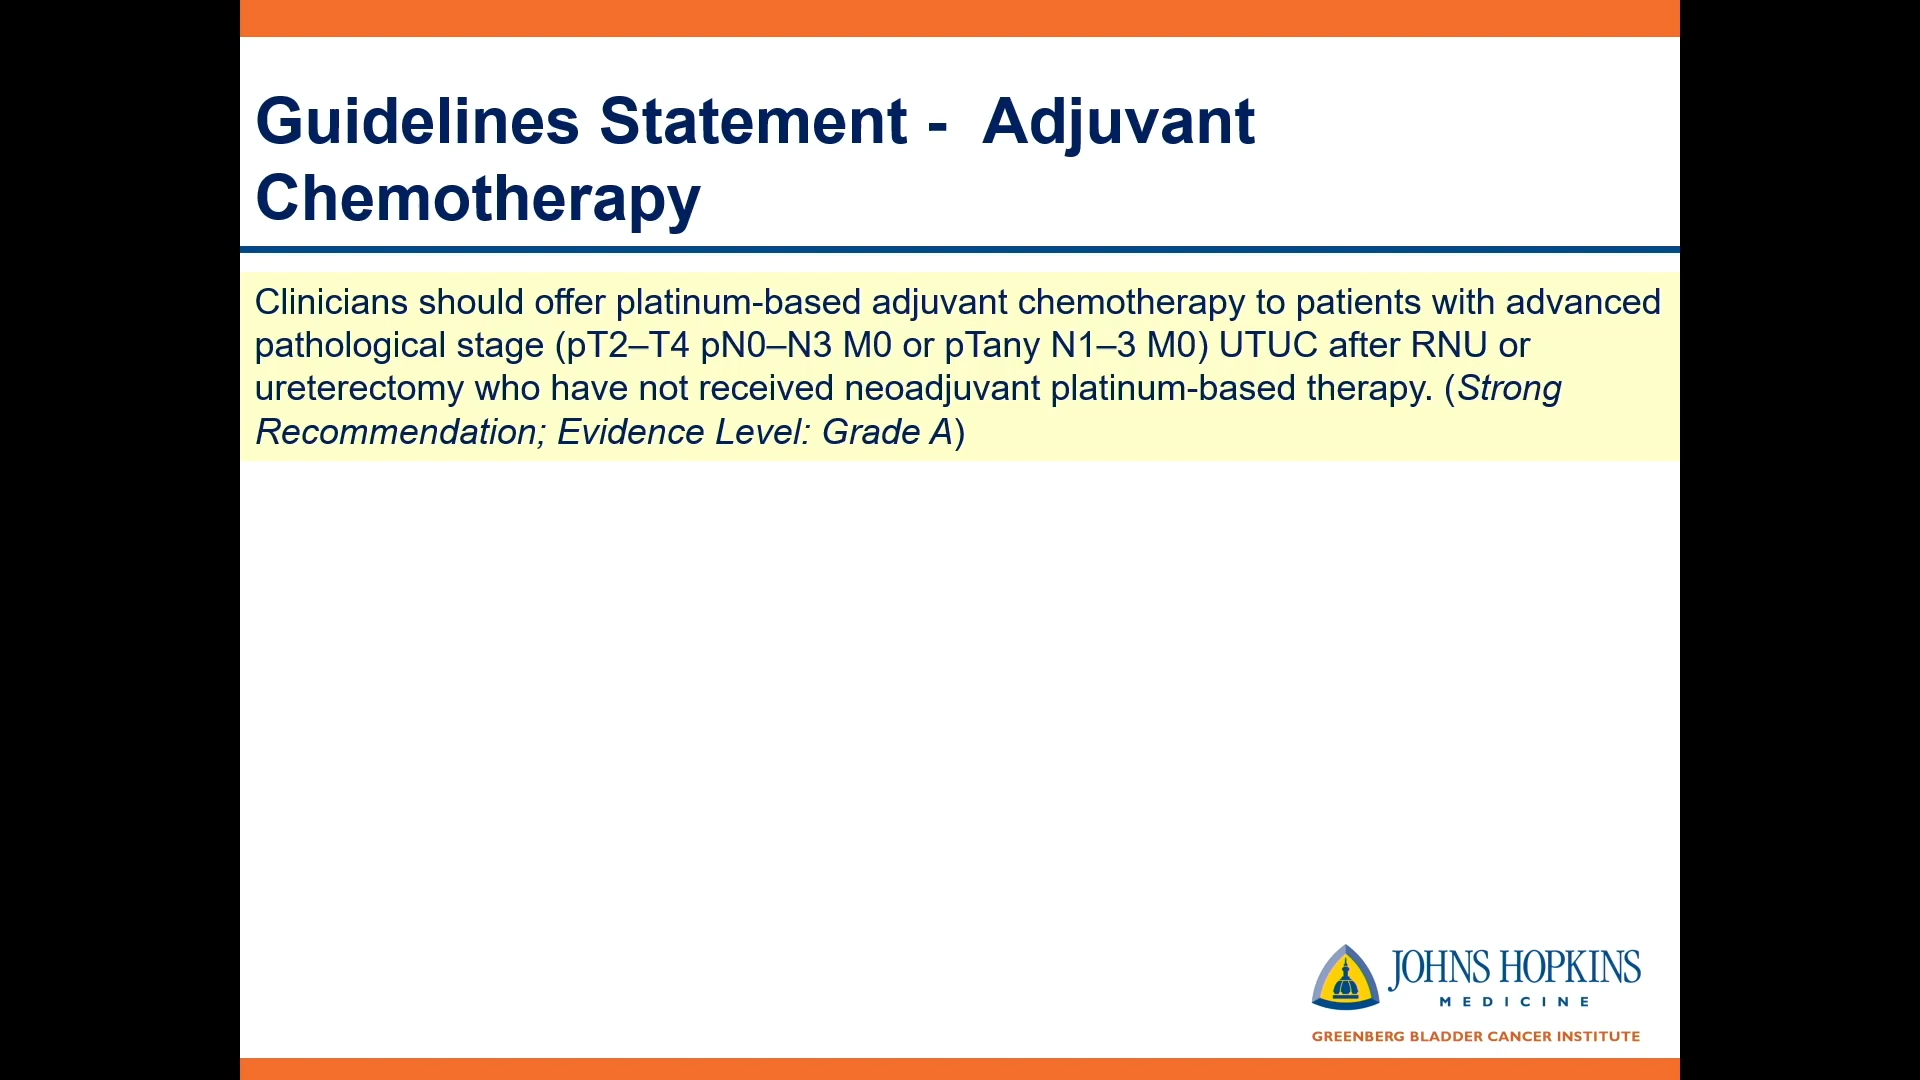 Guidelines Statement -  Adjuvant
Chemotherapy
Clinicians should offer platinum-based adjuvant chemotherapy to patients with advanced
pathological stage (pT2–T4 pN0–N3 M0 or pTany N1–3 M0) UTUC after RNU or
ureterectomy who have not received neoadjuvant platinum-based therapy. (Strong
Recommendation; Evidence Level: Grade A)
JOHNS HOPKINS
MEDICINE
GREENBERG BLADDER CANCER INSTITUTE